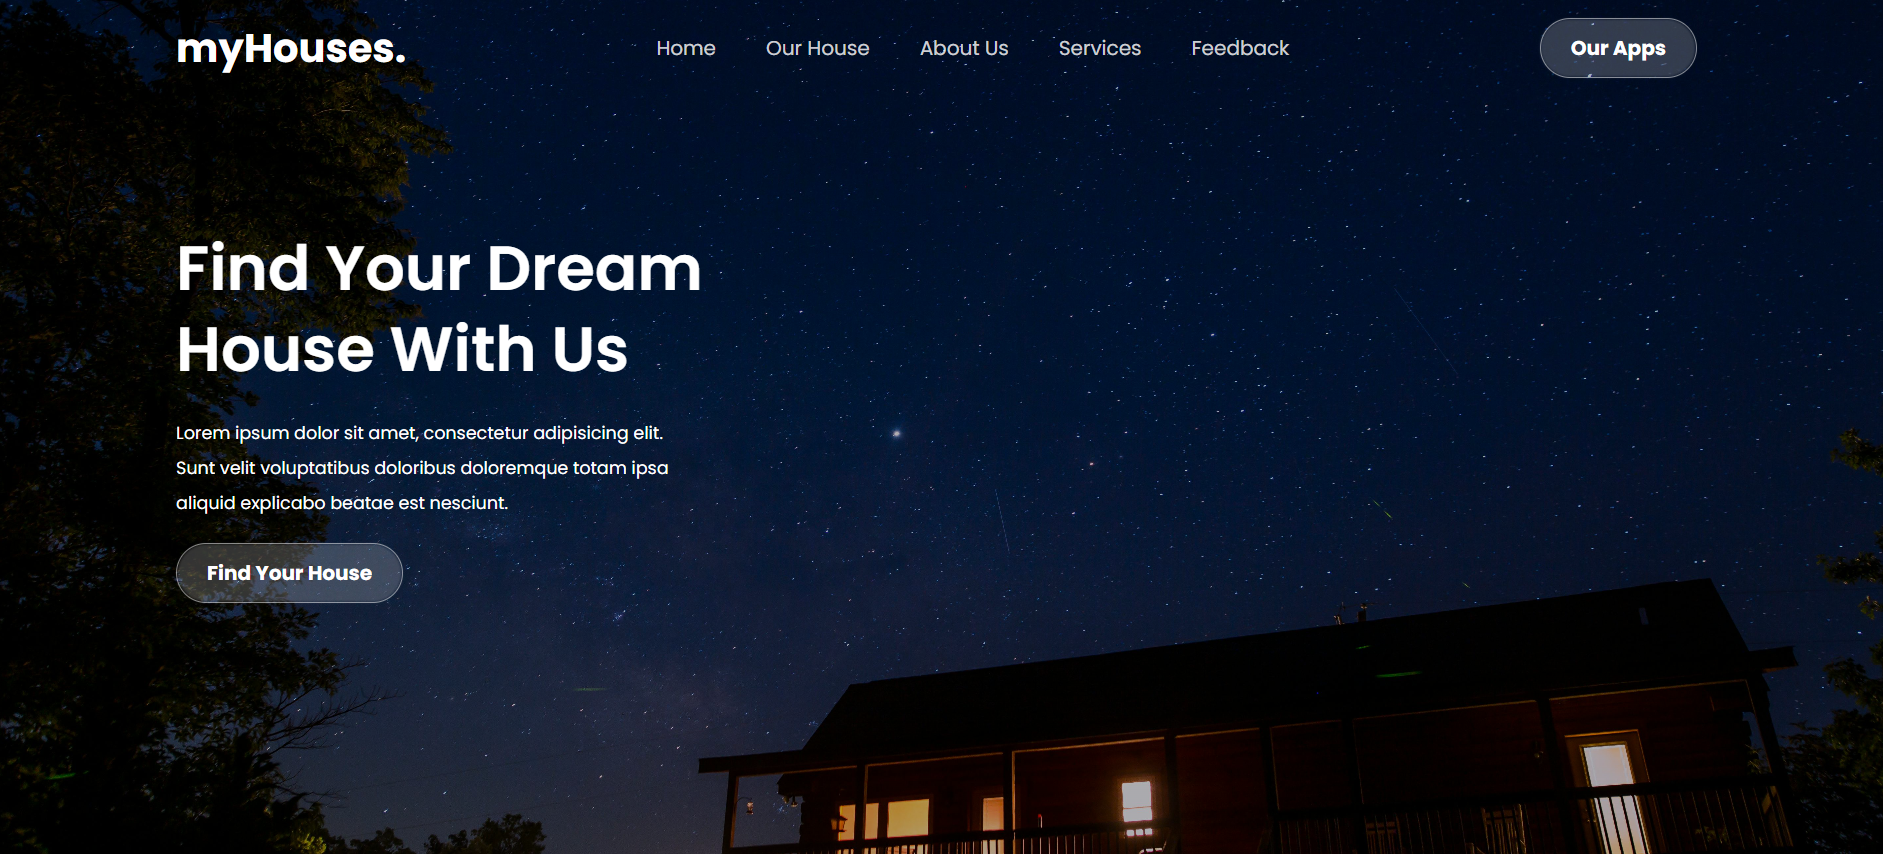 myHouses.
Home
Our House
About Us
Services
Feedback
Our Apps
Find Your Dream
House With Us
Lorem ipsum dolor sit amet, consectetur adipisicing elit.
Sunt velit voluptatibus doloribus doloremque totam ipsa
aliquid explicabo beatae est nesciunt.
Find Your House